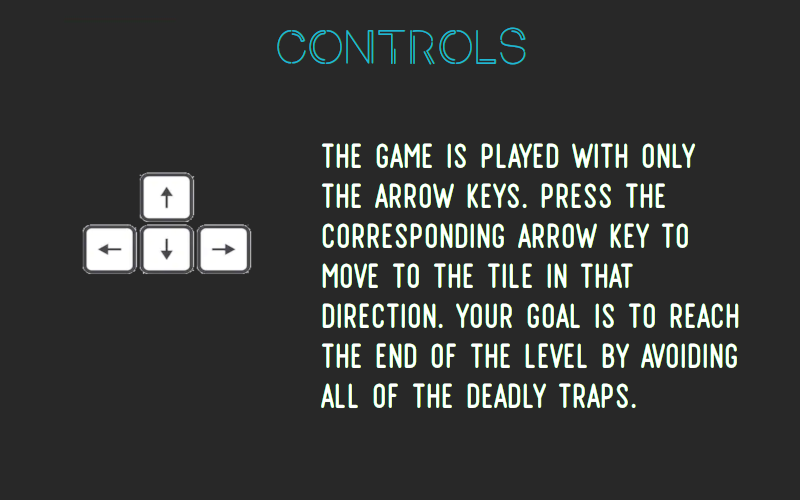 CONTROLS
THE GAME IS PLAYED WITH ONLY
THE ARROW KEYS. PRESS THE
CORRESPONDING ARROW KEY TO
MOVE TO THE TILE IN THAT
DIRECTION. YOUR GOAL IS TO REACH
THE END OF THE LEVEL BY AVOIDING
ALL OF THE DEADLY TRAPS.